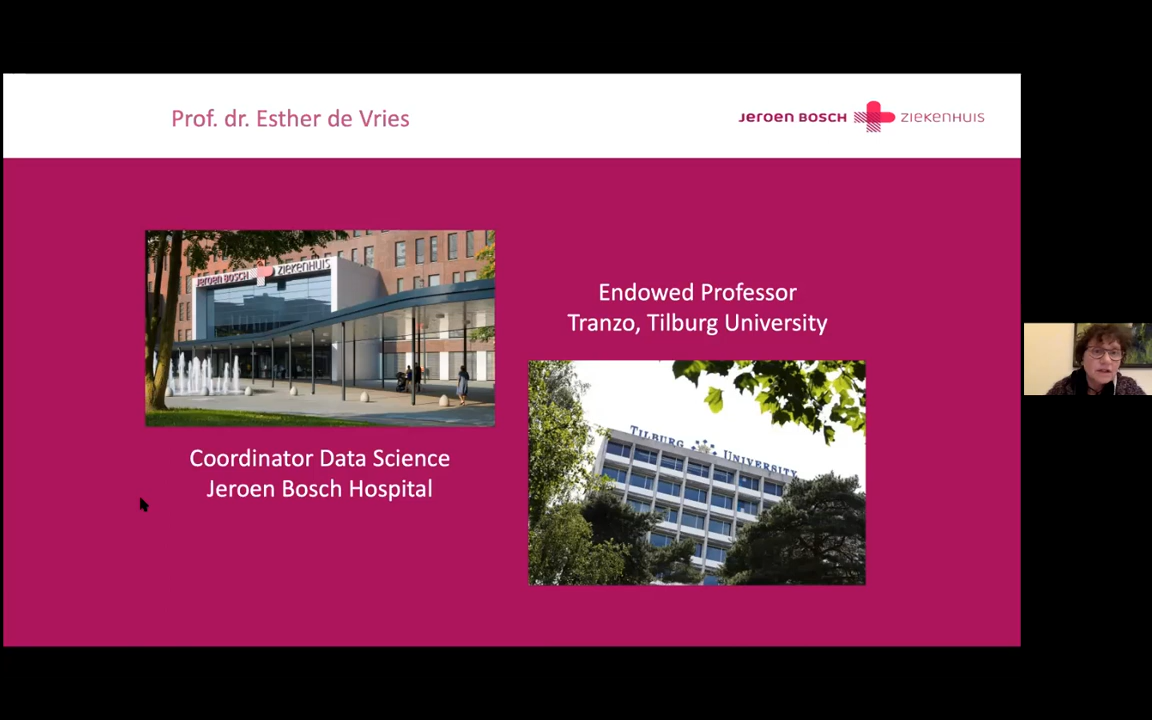 Prof. dr. Esther de Vries
JEROEN BOSCH ZIEKENHUIS
JEROEN BOSCH ZIEKENHUIS
Coordinator Data Science
Jeroen Bosch Hospital
Endowed Professor
Tranzo, Tilburg University
TILBURG UNIVERSITY